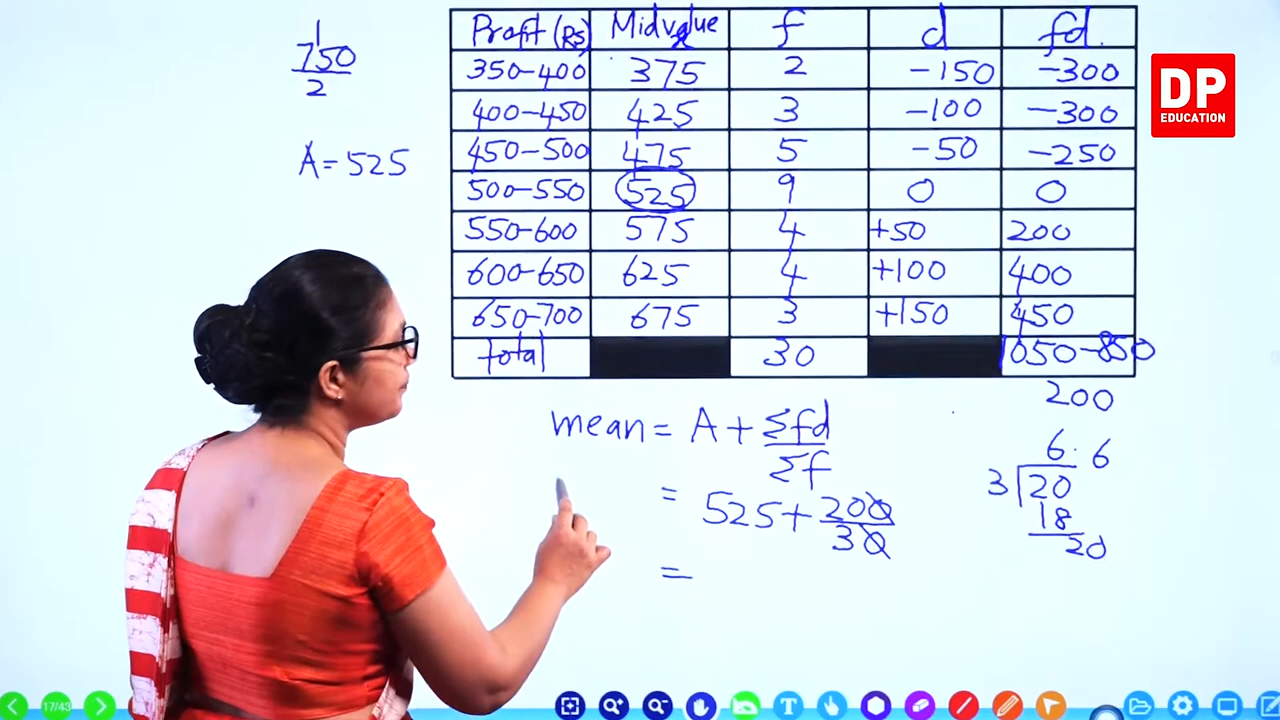 750
2
A = 525
Profit (Rs) Midvalue f d fd.
350-400 375 2 -150 -300
400-450 425 3 -100 -300
450-500 475 5 -50 -250
500-550 525 9 0 0
550-600 575 4 +50 200
600-650 625 4 +100 400
650-700 675 3 +150 450
Total 30 1050-850
200
mean = A + Σfd
Σf
= 525 + 200
30
=
6.6
3 20
18
20
DP
EDUCATION
17/43
T